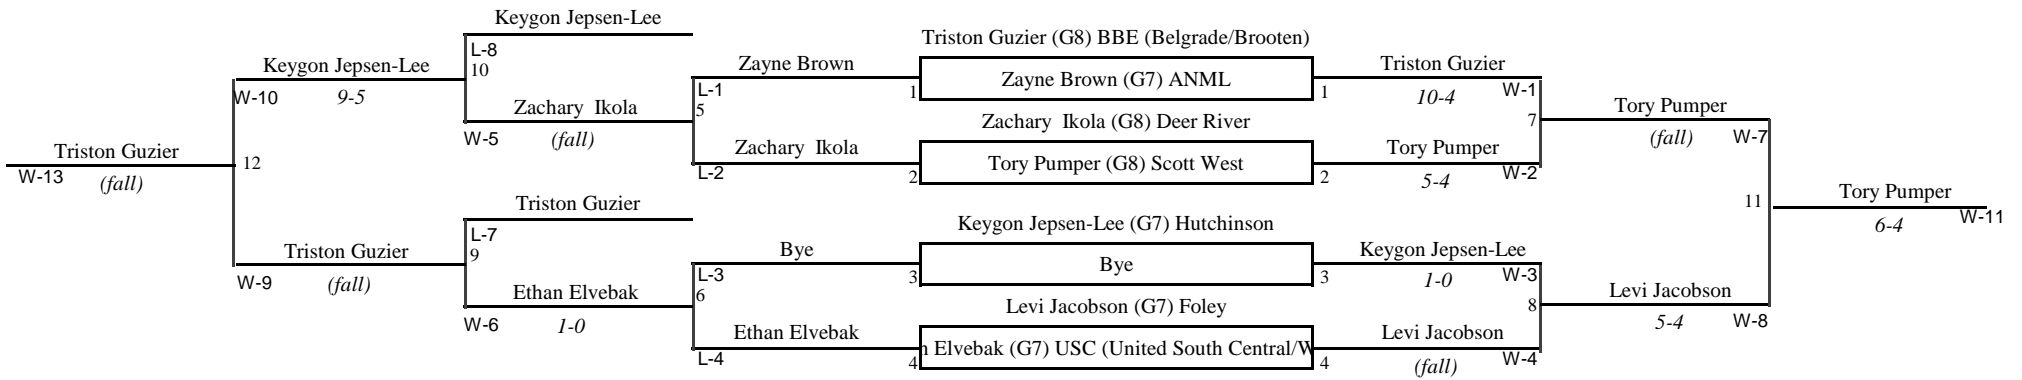 Keygon Jepsen-Lee
L-8
10
Keygon Jepsen-Lee
W-10
9-5
Zachary Ikola
W-5
(fall)
Triston Guzier
W-13
(fall)
12
Triston Guzier
L-7
9
Triston Guzier
W-9
(fall)
Ethan Elvebak
W-6
1-0
Zayne Brown
L-1
5
Zachary Ikola
L-2
Bye
L-3
6
Ethan Elvebak
L-4
Triston Guzier (G8) BBE (Belgrade/Brooten)
1
Zayne Brown (G7) ANML
1
Zachary Ikola (G8) Deer River
2
Tory Pumper (G8) Scott West
2
Keygon Jepsen-Lee (G7) Hutchinson
3
Bye
3
Levi Jacobson (G7) Foley
4
n Elvebak (G7) USC (United South Central/W
4
Triston Guzier
10-4
W-1
7
Tory Pumper
5-4
W-2
Keygon Jepsen-Lee
1-0
W-3
8
Levi Jacobson
(fall)
W-4
Tory Pumper
(fall)
W-7
11
Levi Jacobson
5-4
W-8
Tory Pumper
6-4
W-11